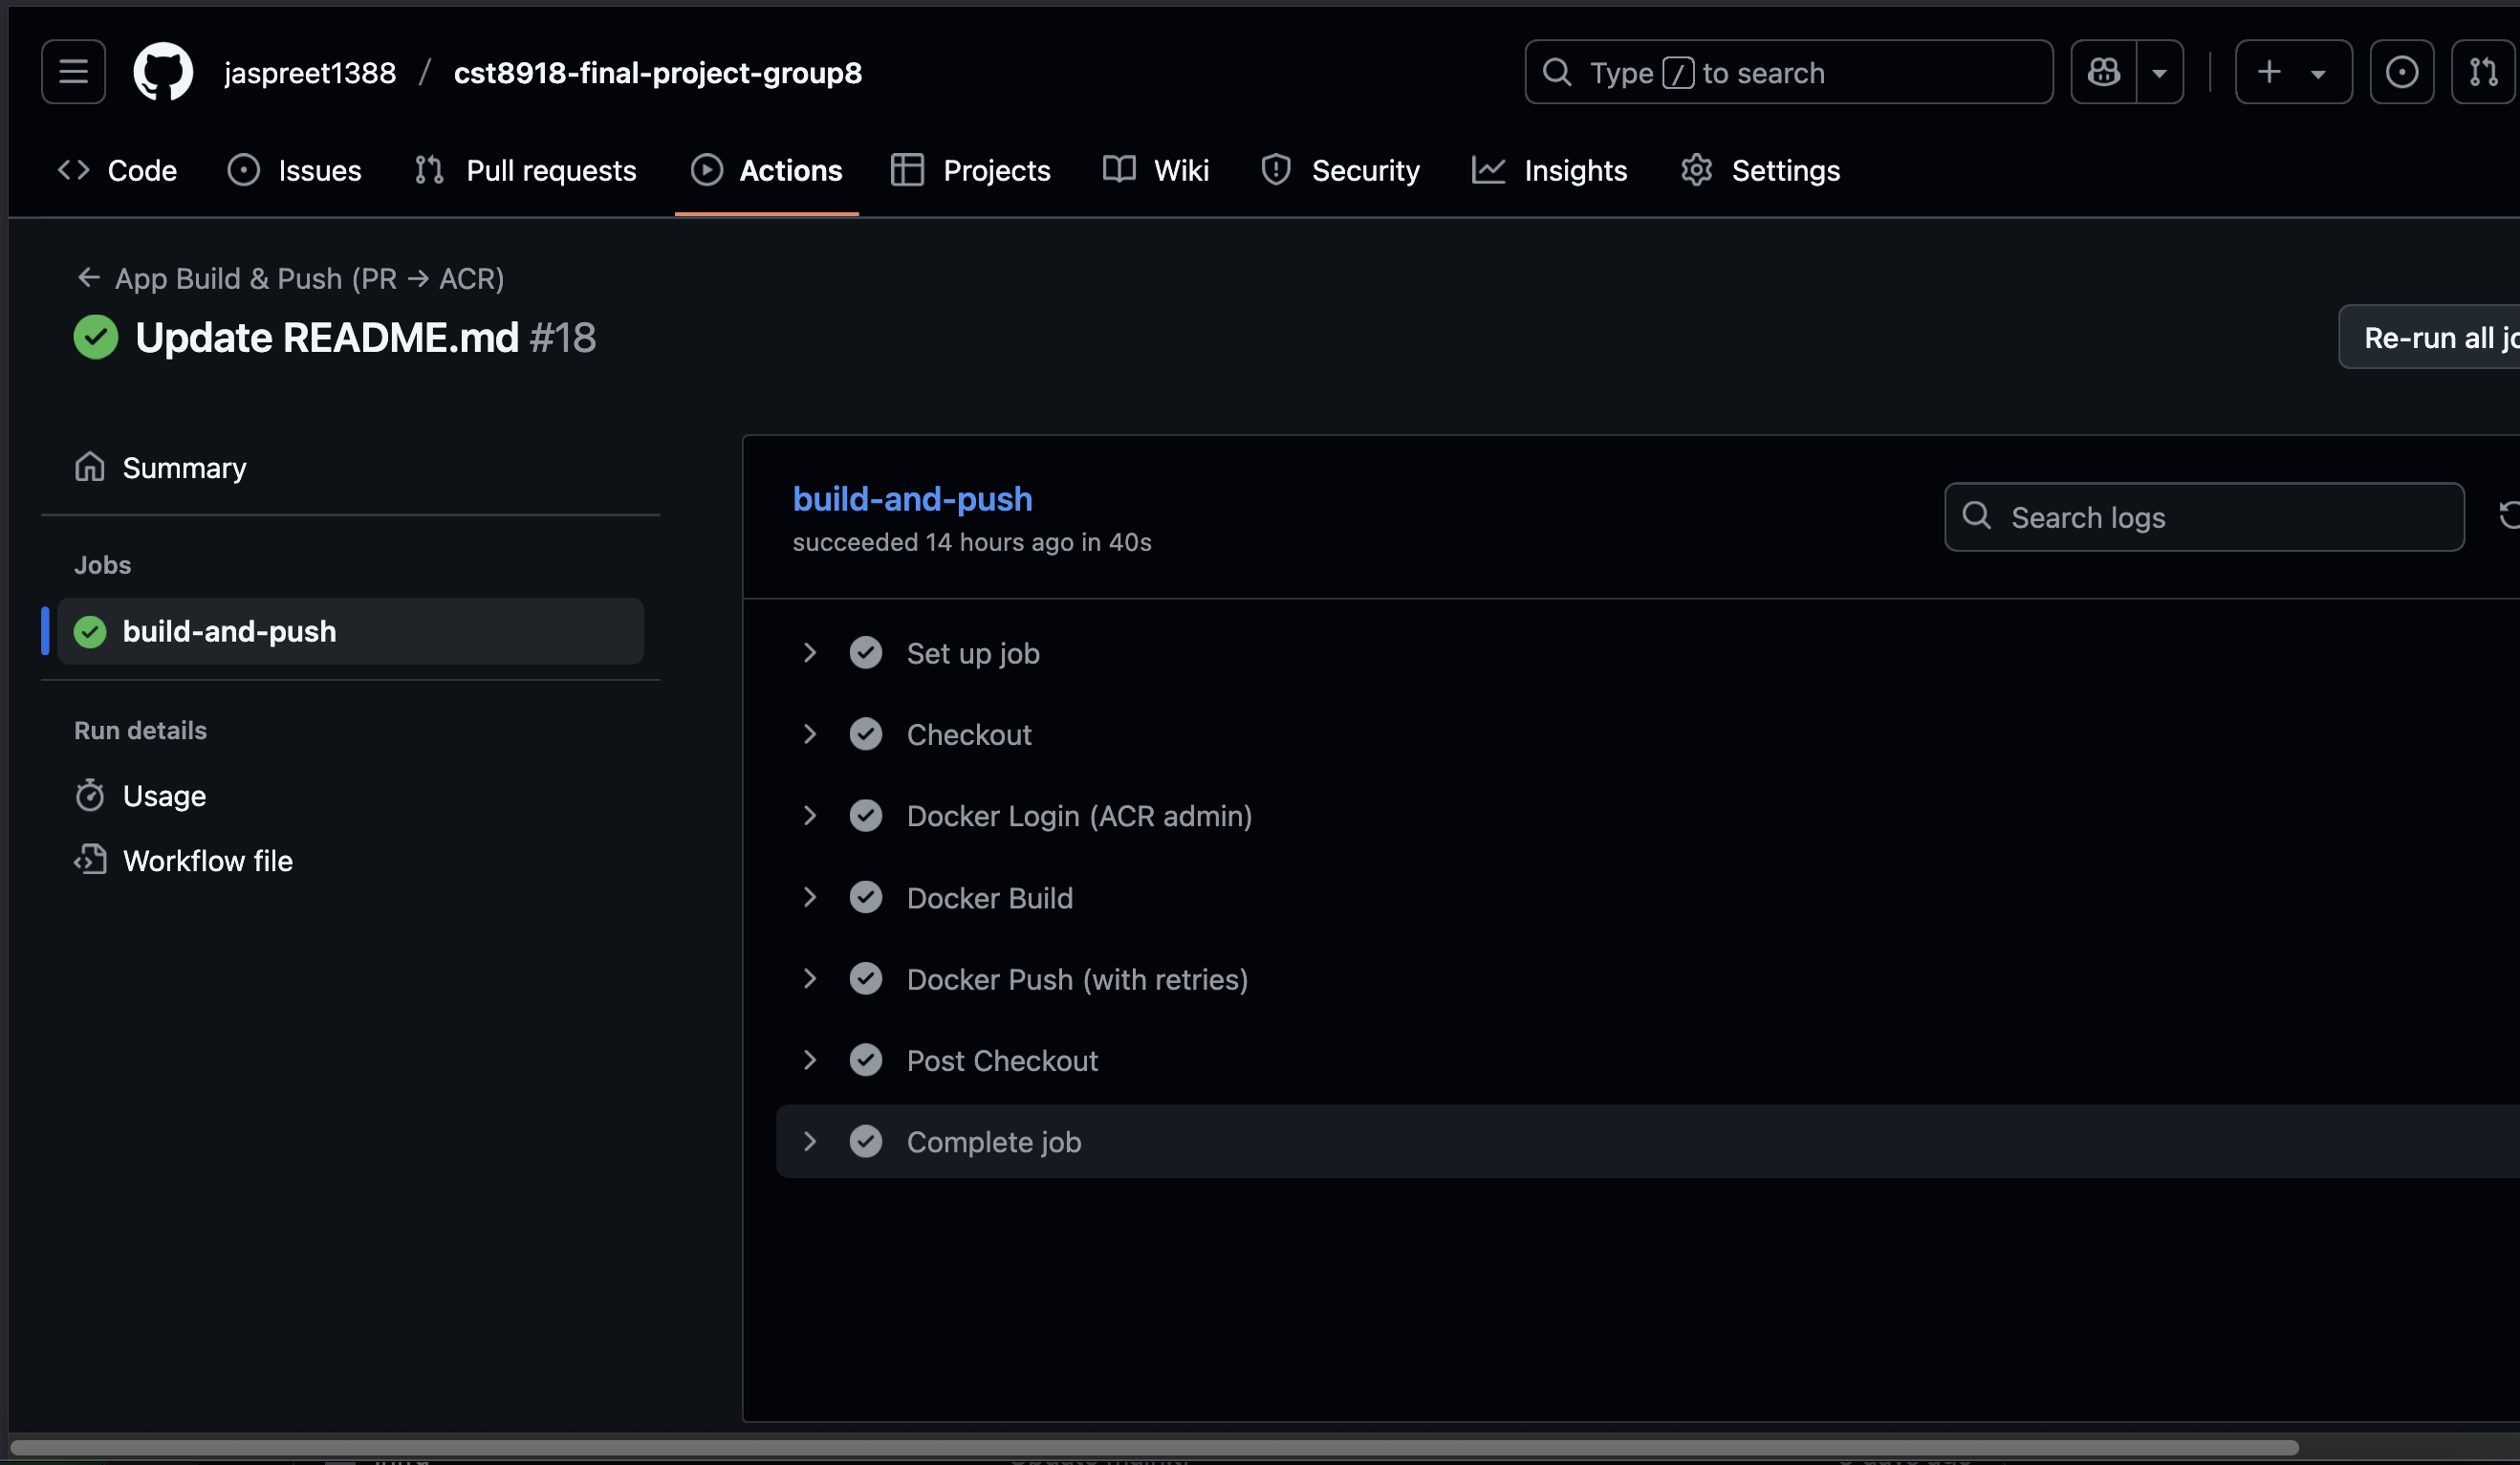 jaspreet1388 / cst8918-final-project-group8
Type / to search
Code Issues Pull requests Actions Projects Wiki Security Insights Settings
App Build & Push (PR → ACR)
Update README.md #18
Re-run all
Summary
Jobs
build-and-push
Run details
Usage
Workflow file
build-and-push
succeeded 14 hours ago in 40s
Search logs
Set up job
Checkout
Docker Login (ACR admin)
Docker Build
Docker Push (with retries)
Post Checkout
Complete job